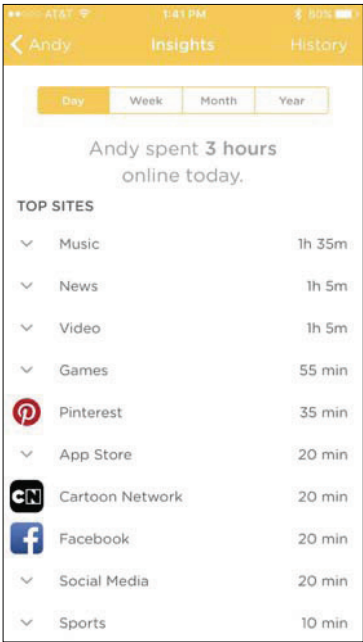 AT&T 1:41 PM 80%
Andy Insights History
Day Week Month Year
Andy spent 3 hours
online today.
TOP SITES
Music 1h 35m
News 1h 5m
Video 1h 5m
Games 55 min
Pinterest 35 min
App Store 20 min
CN Cartoon Network 20 min
f Facebook 20 min
Social Media 20 min
Sports 10 min